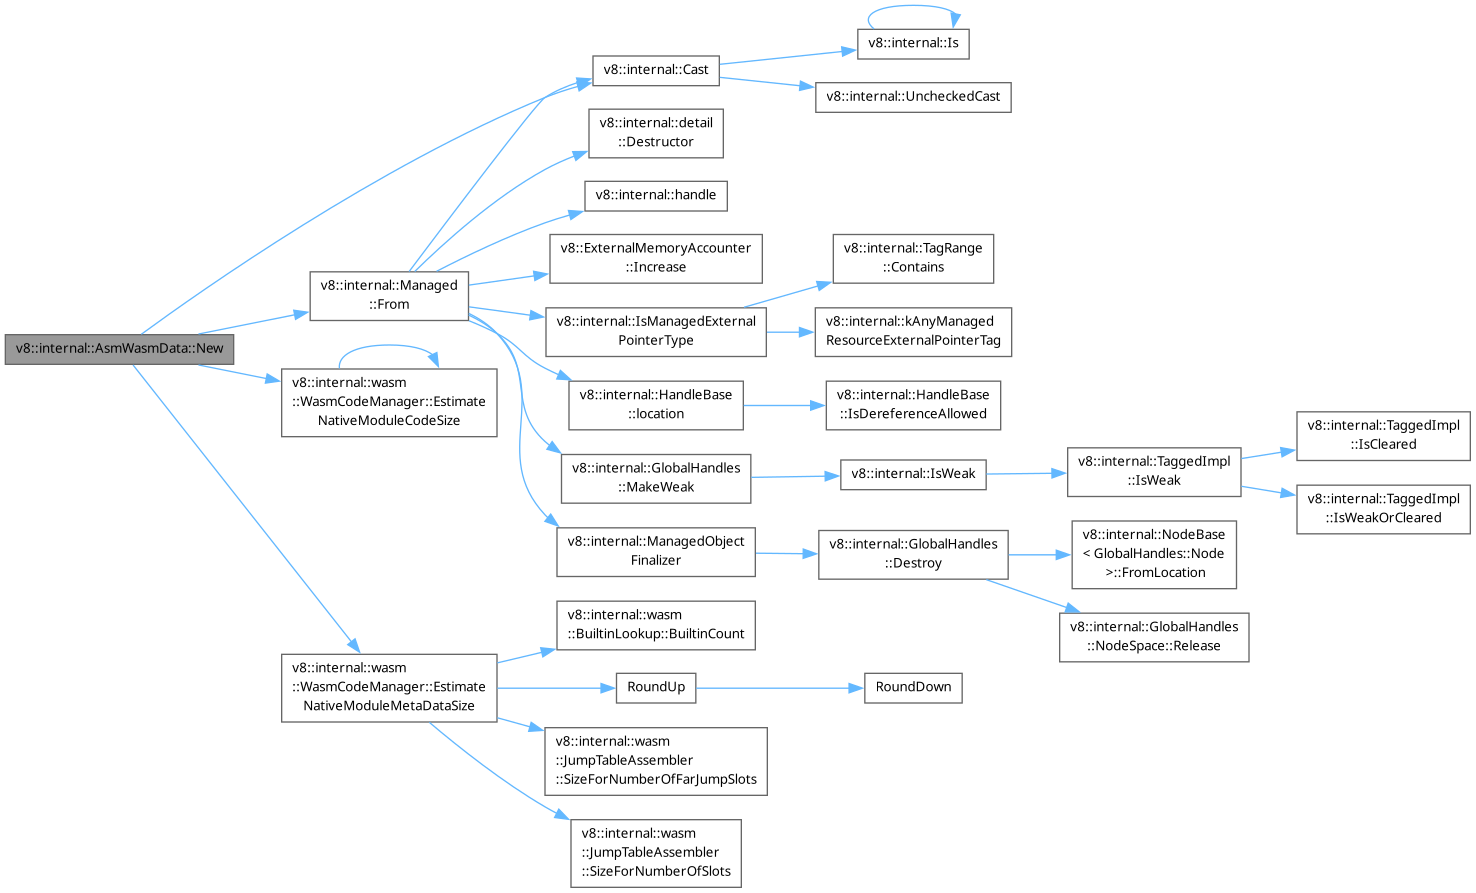 v8::internal::AsmWasmData::New
v8::internal::Cast
v8::internal::Is
v8::internal::UncheckedCast
v8::internal::Managed
::From
v8::internal::detail
::Destructor
v8::internal::handle
v8::ExternalMemoryAccounter
::Increase
v8::internal::IsManagedExternal
PointerType
v8::internal::TagRange
::Contains
v8::internal::kAnyManaged
ResourceExternalPointerTag
v8::internal::HandleBase
::location
v8::internal::HandleBase
::IsDereferenceAllowed
v8::internal::GlobalHandles
::MakeWeak
v8::internal::IsWeak
v8::internal::TaggedImpl
::IsWeak
v8::internal::TaggedImpl
::IsCleared
v8::internal::TaggedImpl
::IsWeakOrCleared
v8::internal::ManagedObject
Finalizer
v8::internal::GlobalHandles
::Destroy
v8::internal::NodeBase
< GlobalHandles::Node
>::FromLocation
v8::internal::GlobalHandles
::NodeSpace::Release
v8::internal::wasm
::WasmCodeManager::Estimate
NativeModuleCodeSize
v8::internal::wasm
::WasmCodeManager::Estimate
NativeModuleMetaDataSize
v8::internal::wasm
::BuiltinLookup::BuiltinCount
RoundUp
RoundDown
v8::internal::wasm
::JumpTableAssembler
::SizeForNumberOfFarJumpSlots
v8::internal::wasm
::JumpTableAssembler
::SizeForNumberOfSlots